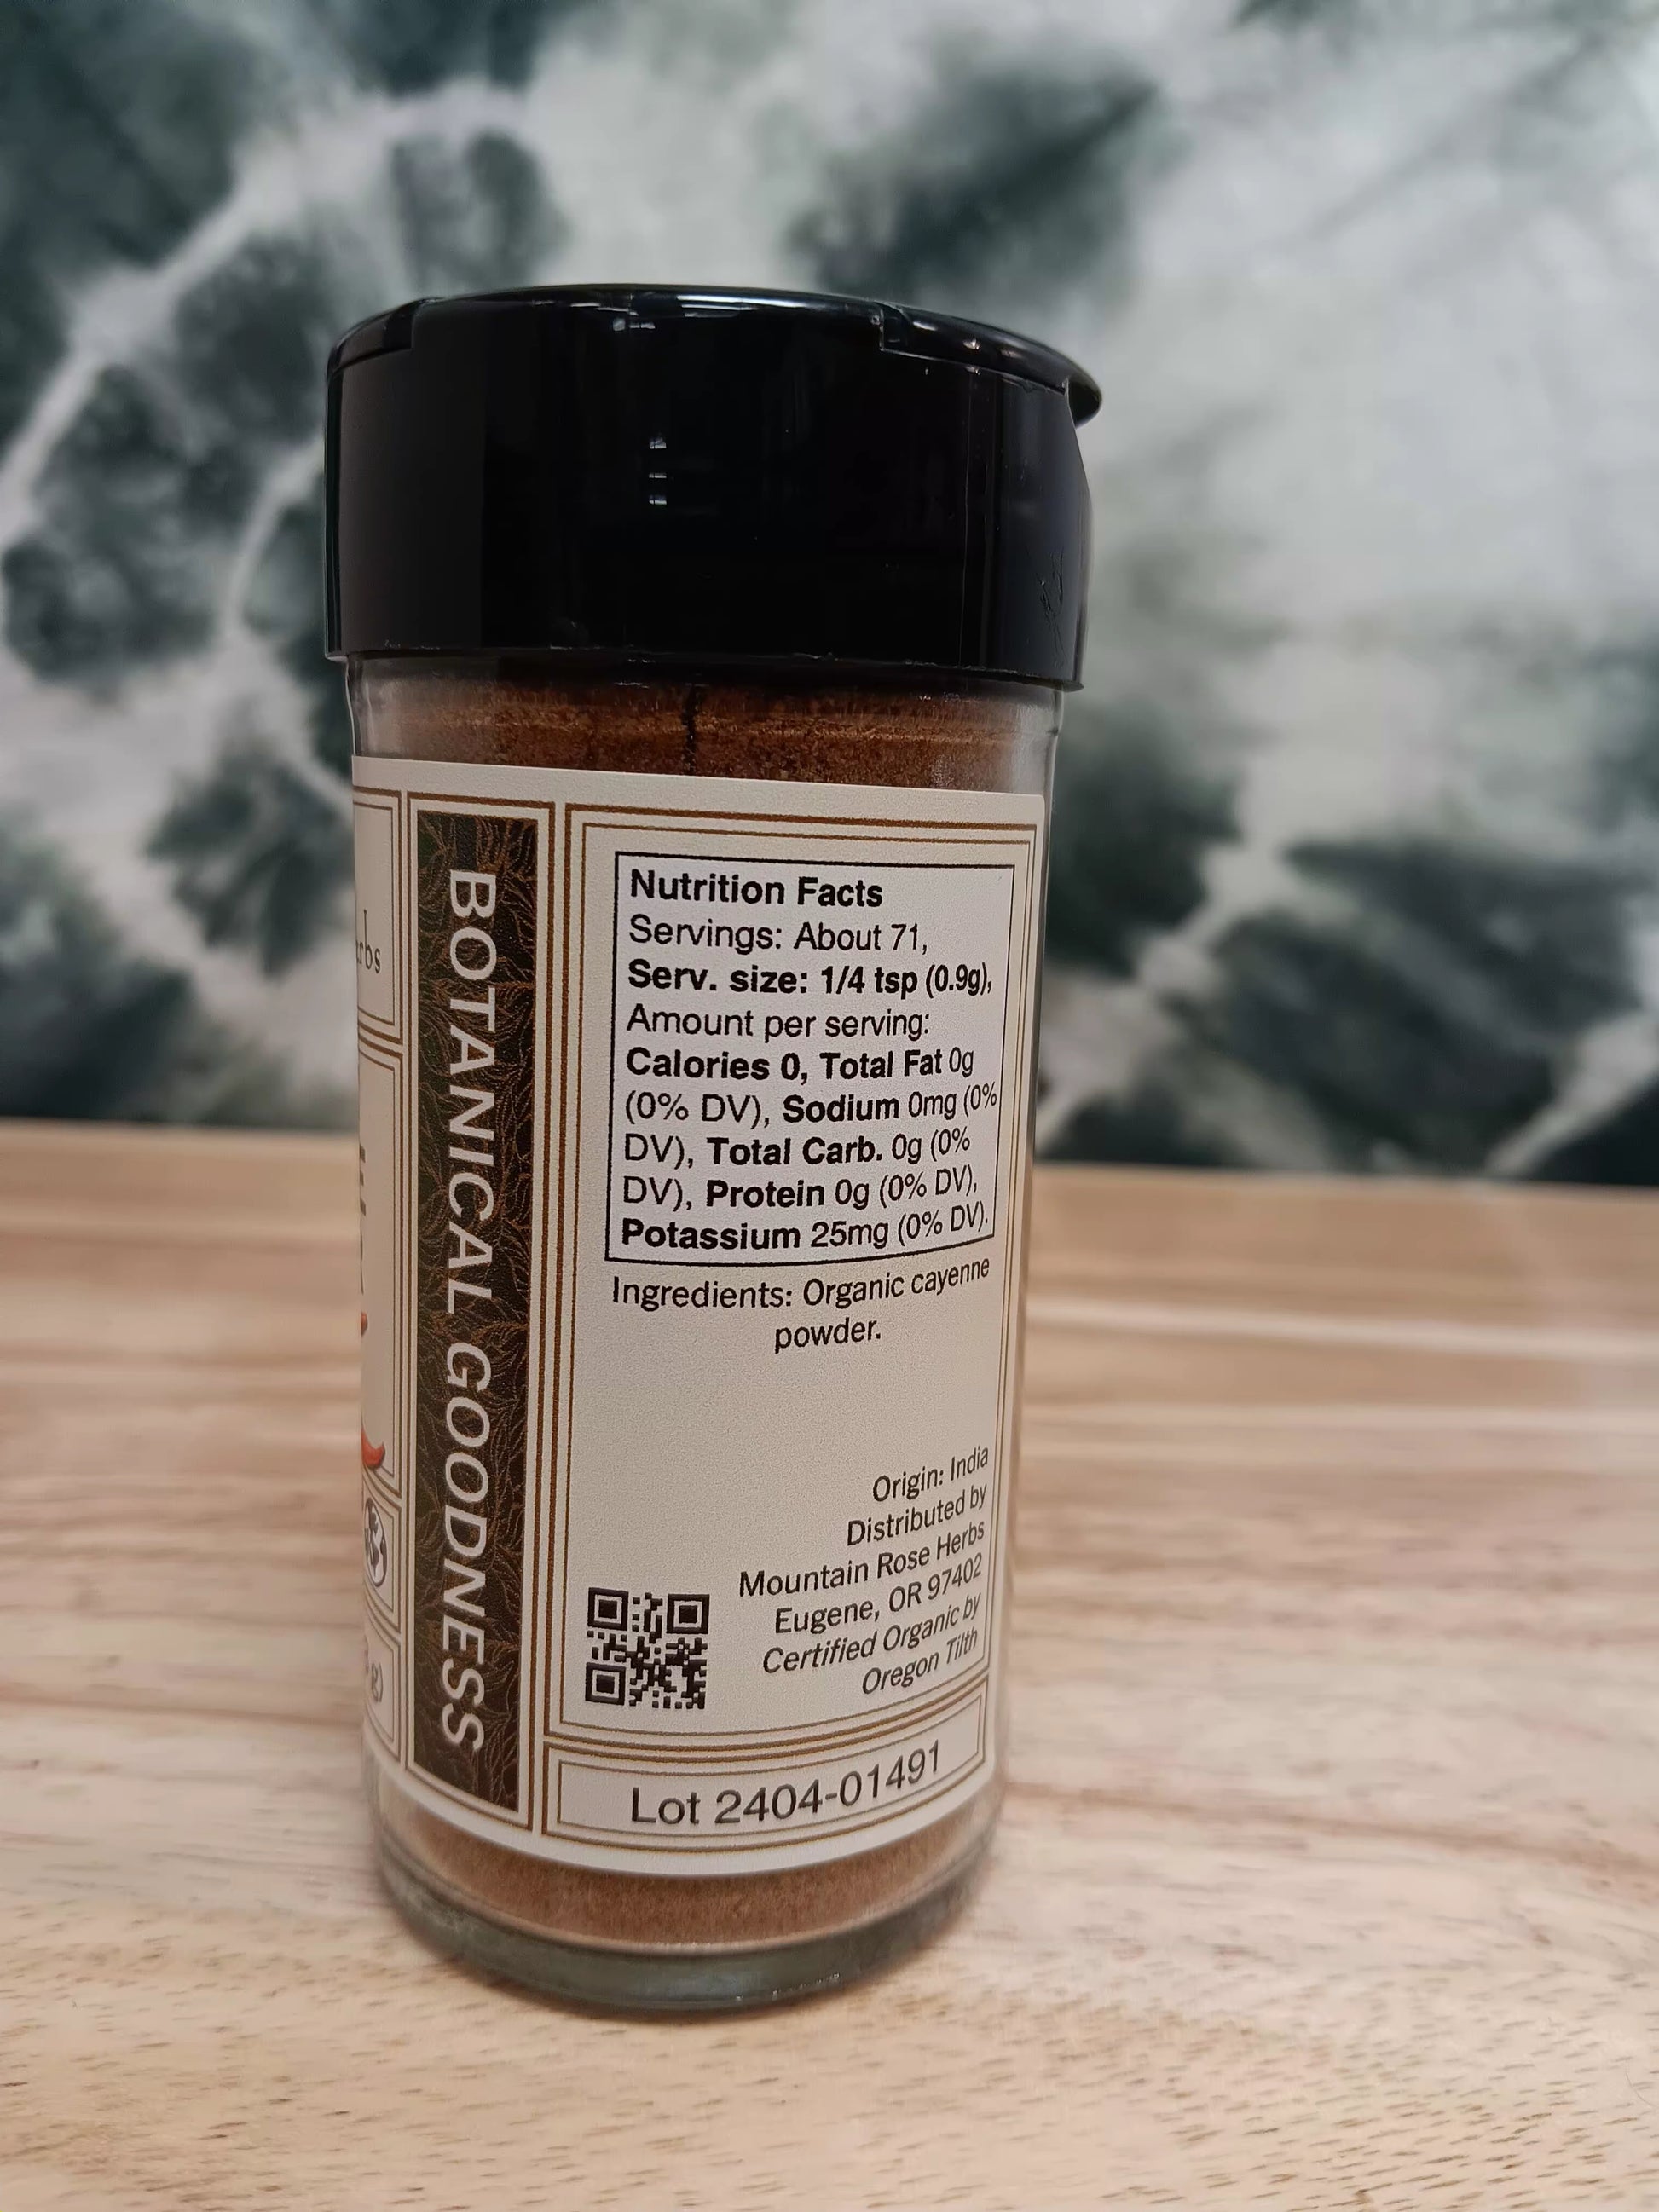 BOTANICAL GOODNESS
Nutrition Facts
Servings: About 71,
Serv. size: 1/4 tsp (0.9g),
Amount per serving:
Calories 0, Total Fat 0g
(0% DV), Sodium 0mg (0%
DV), Total Carb. 0g (0%
DV), Protein 0g (0% DV),
Potassium 25mg (0% DV).
Ingredients: Organic cayenne
powder.
Origin: India
Distributed by
Mountain Rose Herbs
Eugene, OR 97402
Certified Organic by
Oregon Tilth
Lot 2404-01491